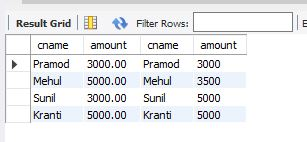 Result Grid Filter Rows: E
cname amount cname amount
Pramod 3000.00 Pramod 3000
Mehul 5000.00 Mehul 3500
Sunil 3000.00 Sunil 5000
Kranti 5000.00 Kranti 5000